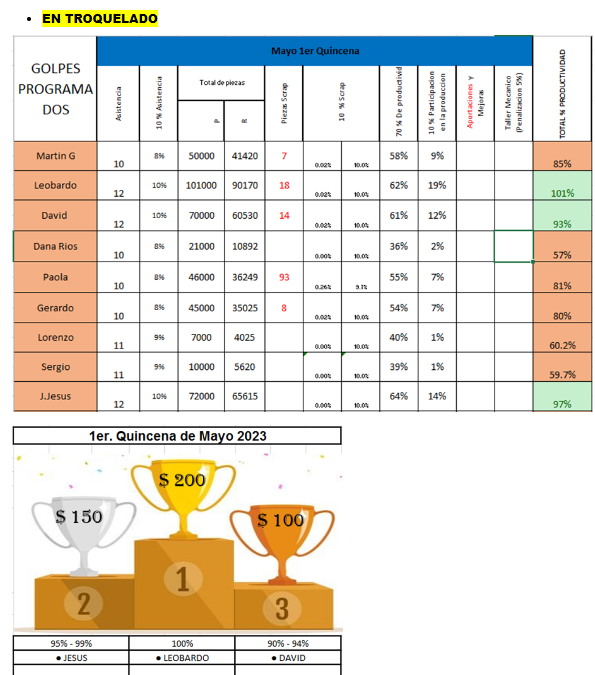 • EN TROQUELADO
Mayo 1er Quincena
GOLPES PROGRAMADOS Asistencia 10 % Asistencia Total de piezas P R Piezas Scrap 10 % Scrap 70 % De productivid 10 % Participacion en la produccion Aportaciones Y Mejoras Taller Mecanico (Penalizacion 5%) TOTAL % PRODUCTIVIDAD
Martin G 10 8% 50000 41420 7 0.02% 10.0% 58% 9% 85%
Leobardo 12 10% 101000 90170 18 0.02% 10.0% 62% 19% 101%
David 12 10% 70000 60530 14 0.02% 10.0% 61% 12% 93%
Dana Rios 10 8% 21000 10892 0.00% 10.0% 36% 2% 57%
Paola 10 8% 46000 36249 93 0.26% 9.7% 55% 7% 81%
Gerardo 10 8% 45000 35025 8 0.02% 10.0% 54% 7% 80%
Lorenzo 11 9% 7000 4025 0.00% 10.0% 40% 1% 60.2%
Sergio 11 9% 10000 5620 0.00% 10.0% 39% 1% 59.7%
J.Jesus 12 10% 72000 65615 0.00% 10.0% 64% 14% 97%
1er. Quincena de Mayo 2023
$ 200
$ 150 $ 100
1
2 3
95% - 99% 100% 90% - 94%
• JESUS • LEOBARDO • DAVID